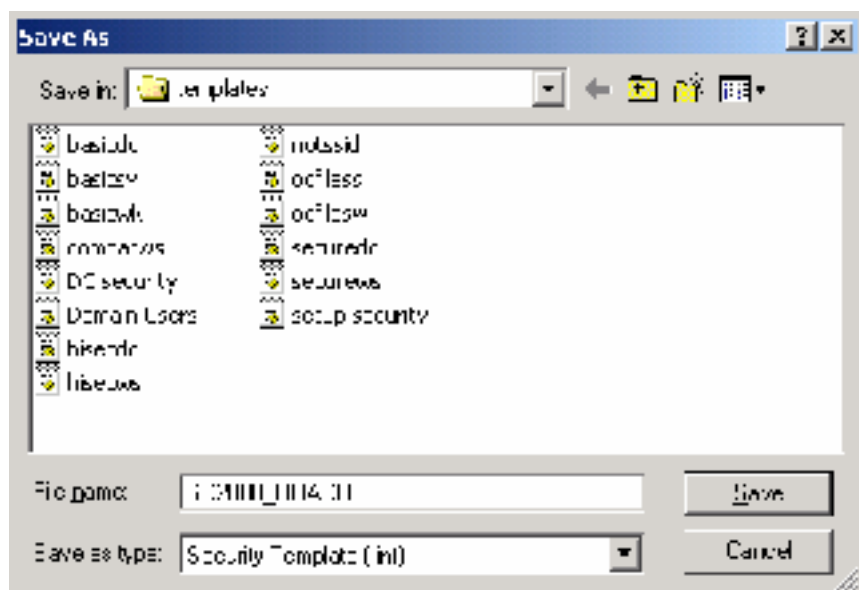 Save As
Save in: templates
basicdc
basicsv
basicwk
compatws
DC security
Domain Users
hisecdc
hisecws
notssid
ocfiless
ocfilesw
securedc
securews
setup security
File name:
Save
Save as type: Security Template (.inf)
Cancel